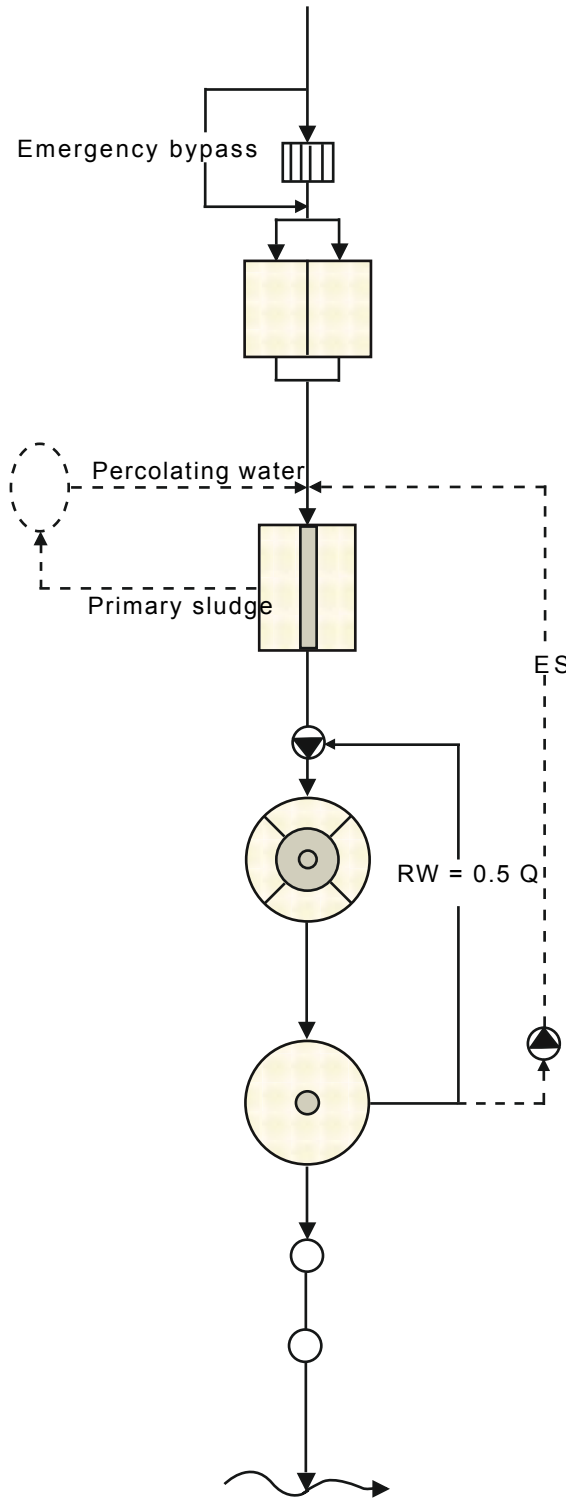 Emergency bypass
Percolating water
Primary sludge
ES
RW = 0.5 Q